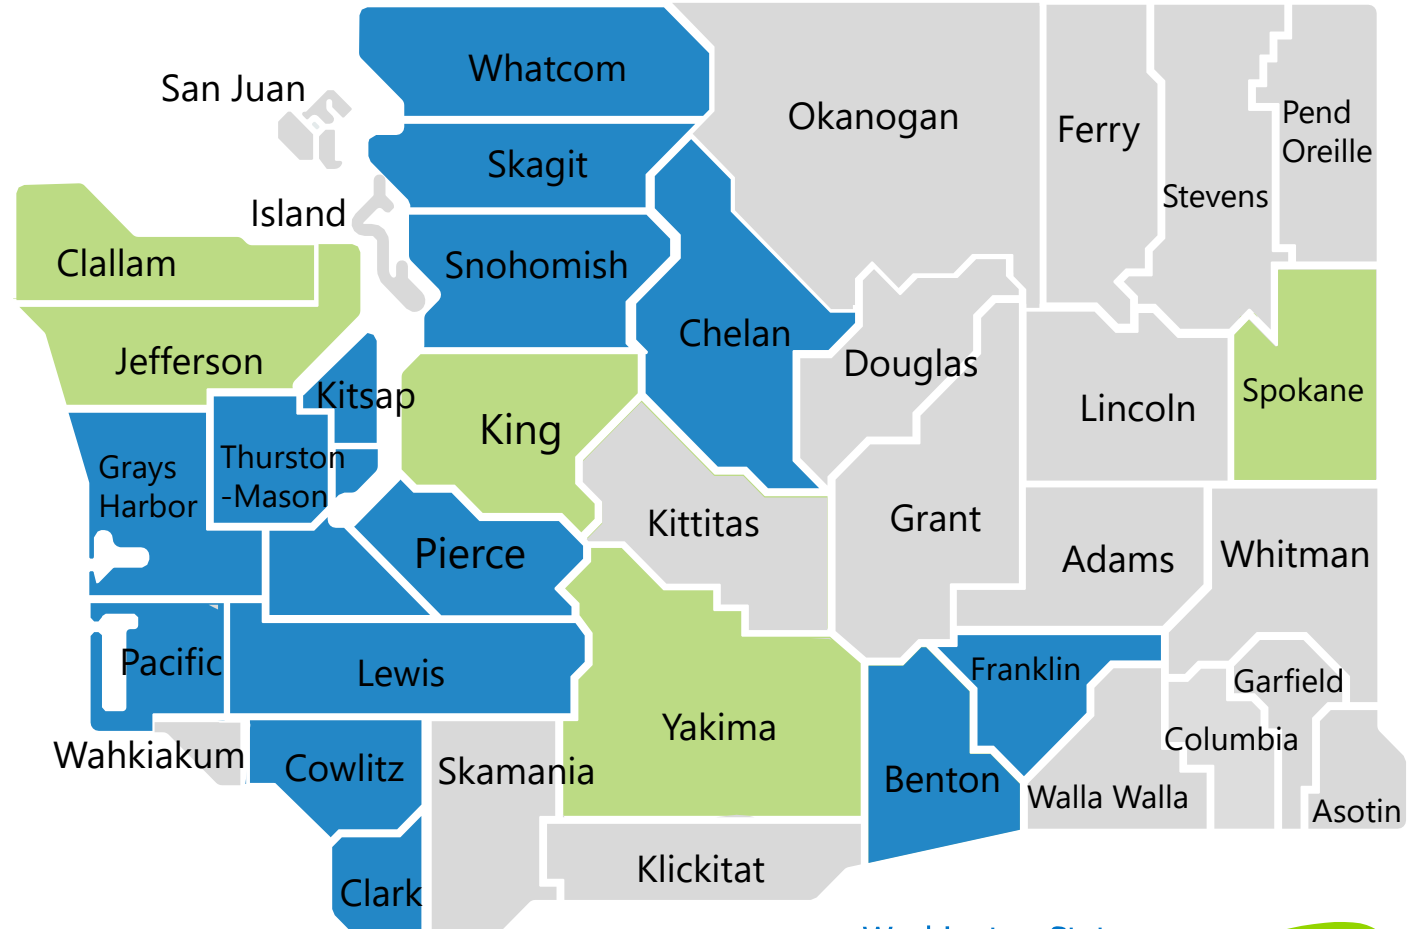 Whatcom
San Juan
Okanogan
Ferry
Pend
Oreille
Skagit
Stevens
Island
Clallam
Snohomish
Chelan
Jefferson
Douglas
Kitsap
Spokane
King
Lincoln
Grays
Harbor
Thurston
-Mason
Kittitas
Grant
Pierce
Adams
Whitman
Pacific
Lewis
Franklin
Garfield
Yakima
Columbia
Wahkiakum
Cowlitz
Skamania
Benton
Walla Walla
Asotin
Klickitat
Clark